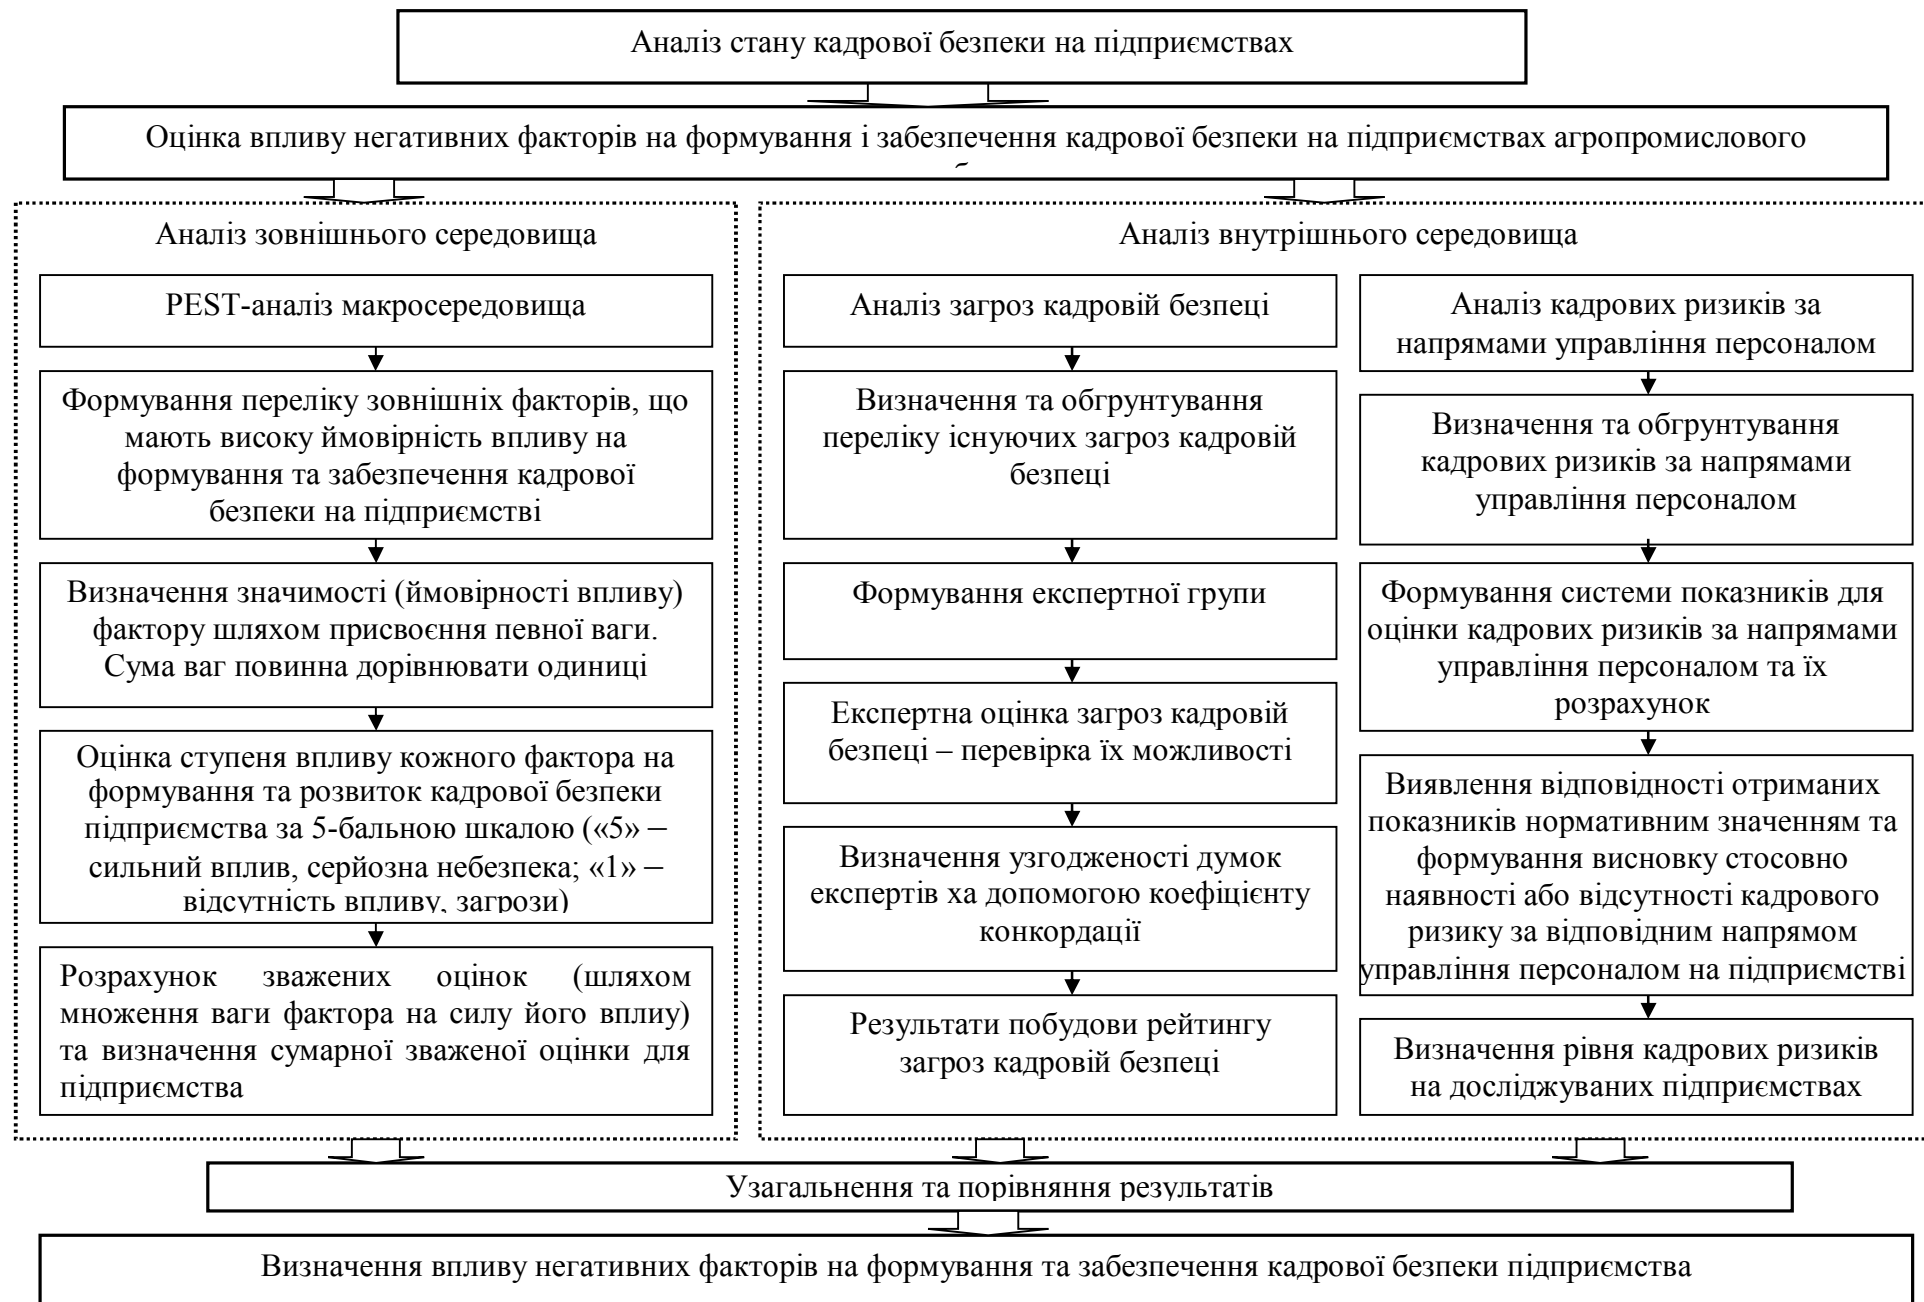 Аналіз стану кадрової безпеки на підприємствах
Оцінка впливу негативних факторів на формування і забезпечення кадрової безпеки на підприємствах агропромислового
Аналіз зовнішнього середовища
PEST-аналіз макросередовища
Формування переліку зовнішніх факторів, що
мають високу ймовірність впливу на
формування та забезпечення кадрової
безпеки на підприємстві
Визначення значимості (ймовірності впливу)
фактору шляхом присвоєння певної ваги.
Сума ваг повинна дорівнювати одиниці
Оцінка ступеня впливу кожного фактора на
формування та розвиток кадрової безпеки
підприємства за 5-бальною шкалою («5» –
сильний вплив, серйозна небезпека; «1» –
відсутність впливу, загрози)
Розрахунок зважених оцінок (шляхом
множення ваги фактора на силу його вплиу)
та визначення сумарної зваженої оцінки для
підприємства
Аналіз внутрішнього середовища
Аналіз загроз кадровій безпеці
Визначення та обгрунтування
переліку існуючих загроз кадровій
безпеці
Формування експертної групи
Експертна оцінка загроз кадровій
безпеці – перевірка їх можливості
Визначення узгодженості думок
експертів ха допомогою коефіцієнту
конкордації
Результати побудови рейтингу
загроз кадровій безпеці
Аналіз кадрових ризиків за
напрямами управління персоналом
Визначення та обгрунтування
кадрових ризиків за напрямами
управління персоналом
Формування системи показників для
оцінки кадрових ризиків за напрямами
управління персоналом та їх
розрахунок
Виявлення відповідності отриманих
показників нормативним значенням та
формування висновку стосовно
наявності або відсутності кадрового
ризику за відповідним напрямом
управління персоналом на підприємстві
Визначення рівня кадрових ризиків
на досліджуваних підприємствах
Узагальнення та порівняння результатів
Визначення впливу негативних факторів на формування та забезпечення кадрової безпеки підприємства